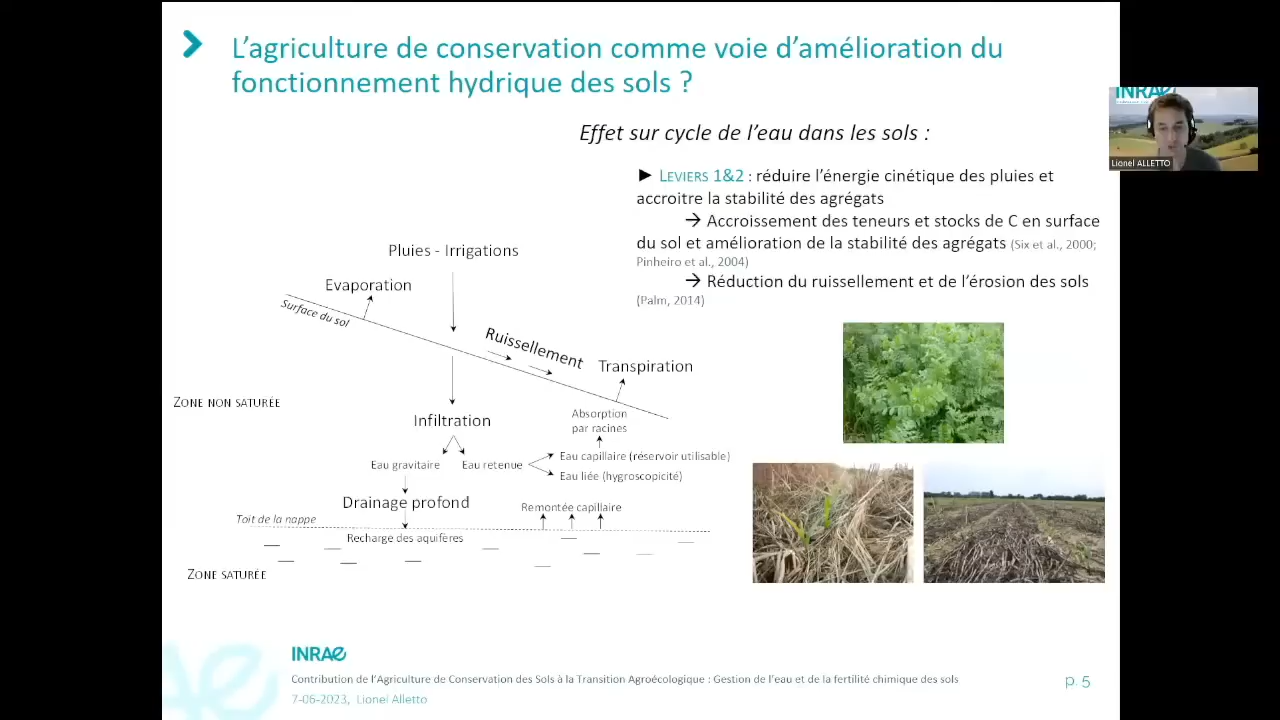 L'agriculture de conservation comme voie d'amélioration du
fonctionnement hydrique des sols ?
INRAE
Lionel ALLETTO
Effet sur cycle de l'eau dans les sols :
► LEVIERS 1&2 : réduire l'énergie cinétique des pluies et
accroitre la stabilité des agrégats
→ Accroissement des teneurs et stocks de C en surface
du sol et amélioration de la stabilité des agrégats (Six et al., 2000;
Pinheiro et al., 2004)
→ Réduction du ruissellement et de l'érosion des sols
(Palm, 2014)
Pluies - Irrigations
Evaporation
Surface du sol
Ruissellement
Transpiration
ZONE NON SATURÉE
Infiltration
Absorption
par racines
Eau gravitaire
Eau retenue
Eau capillaire (réservoir utilisable)
Eau liée (hygroscopicité)
Drainage profond
Remontée capillaire
Toit de la nappe
Recharge des aquifères
ZONE SATURÉE
INRAE
Contribution de l'Agriculture de Conservation des Sols à la Transition Agroécologique : Gestion de l'eau et de la fertilité chimique des sols
7-06-2023, Lionel Alletto
p. 5